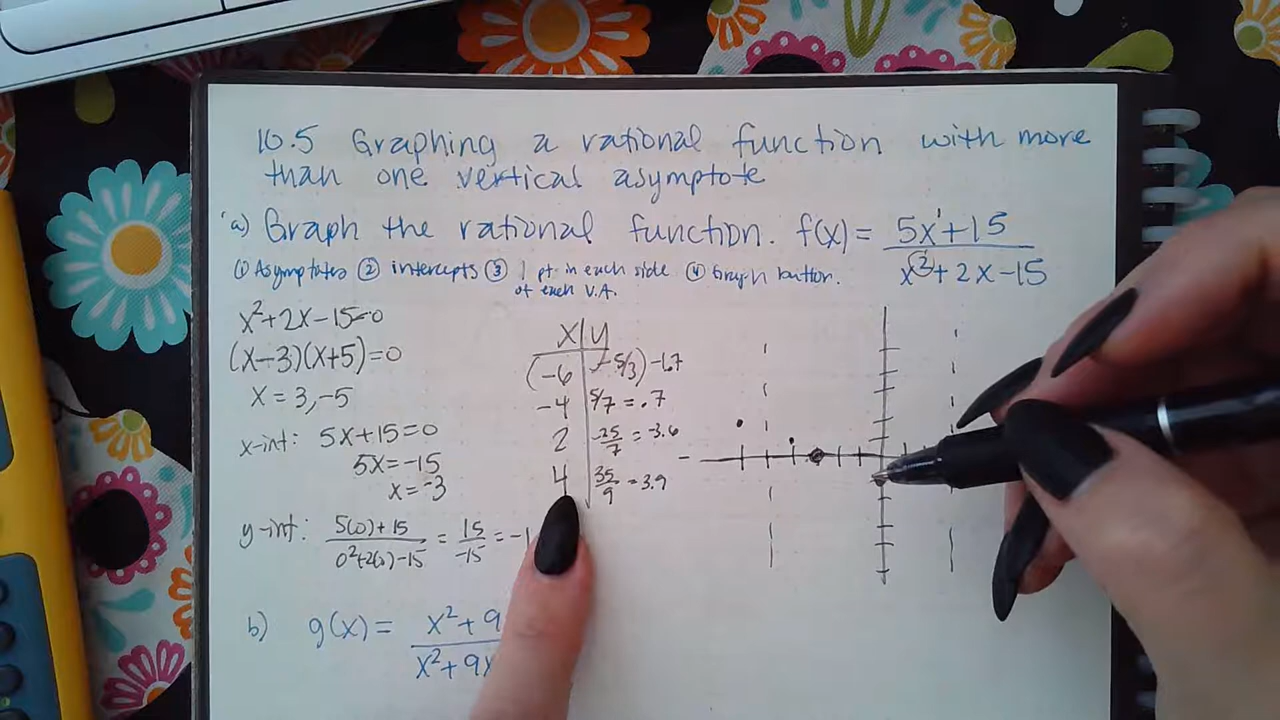 10.5 Graphing a rational function with more
than one vertical asymptote
a) Graph the rational function. f(x) = (5x¹+15)/(x²+2x-15)
① Asymptotes ② intercepts ③ 1 pt. in each side ④ Graph button.
of each V.A.
x²+2x-15=0
(x-3)(x+5)=0
x = 3,-5
x-int: 5x+15=0
5x=-15
x=-3
y-int: (5(0)+15)/(0²+2(0)-15) = 15/-15 = -1
x | y
-4 | 5/7 = .7
2 | -25/7 = -3.6
4 | 35/9 = 3.9
b) g(x) = x²+9
x²+9x